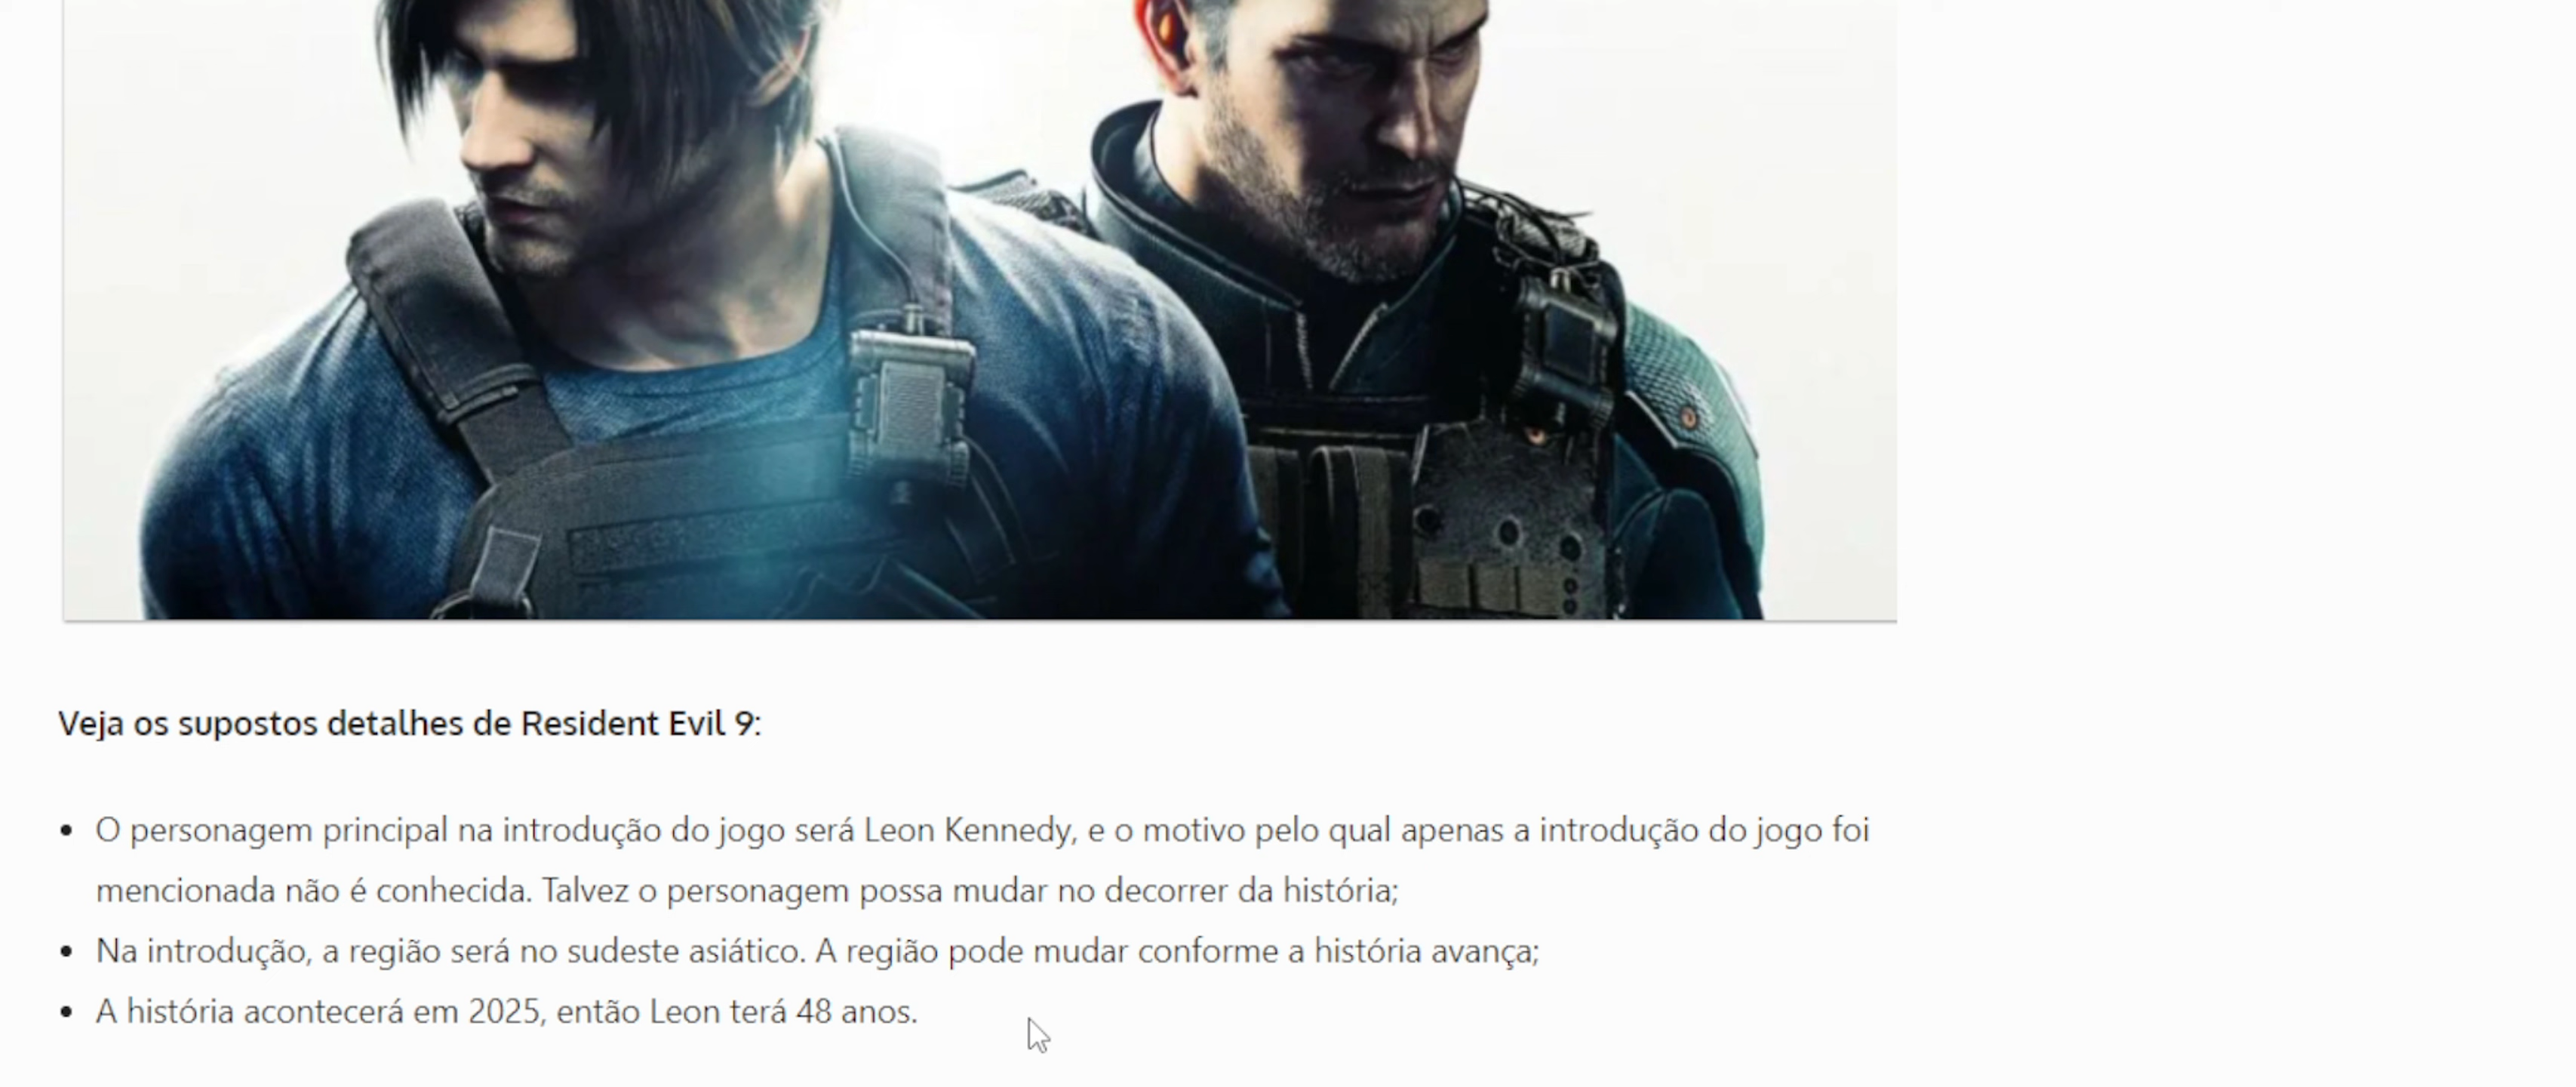 Veja os supostos detalhes de Resident Evil 9:
• O personagem principal na introdução do jogo será Leon Kennedy, e o motivo pelo qual apenas a introdução do jogo foi
mencionada não é conhecida. Talvez o personagem possa mudar no decorrer da história;
• Na introdução, a região será no sudeste asiático. A região pode mudar conforme a história avança;
• A história acontecerá em 2025, então Leon terá 48 anos.